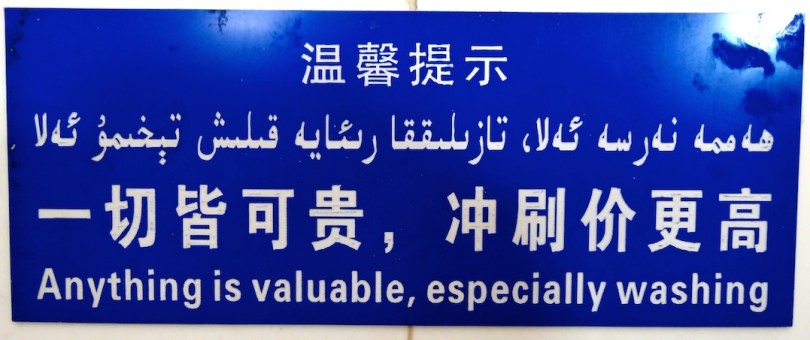 温馨提示
ھەممە نەرسە ئەلا، تازىلىققا رىئايە قىلىش تېخىمۇ ئەلا
一切皆可贵，冲刷价更高
Anything is valuable, especially washing